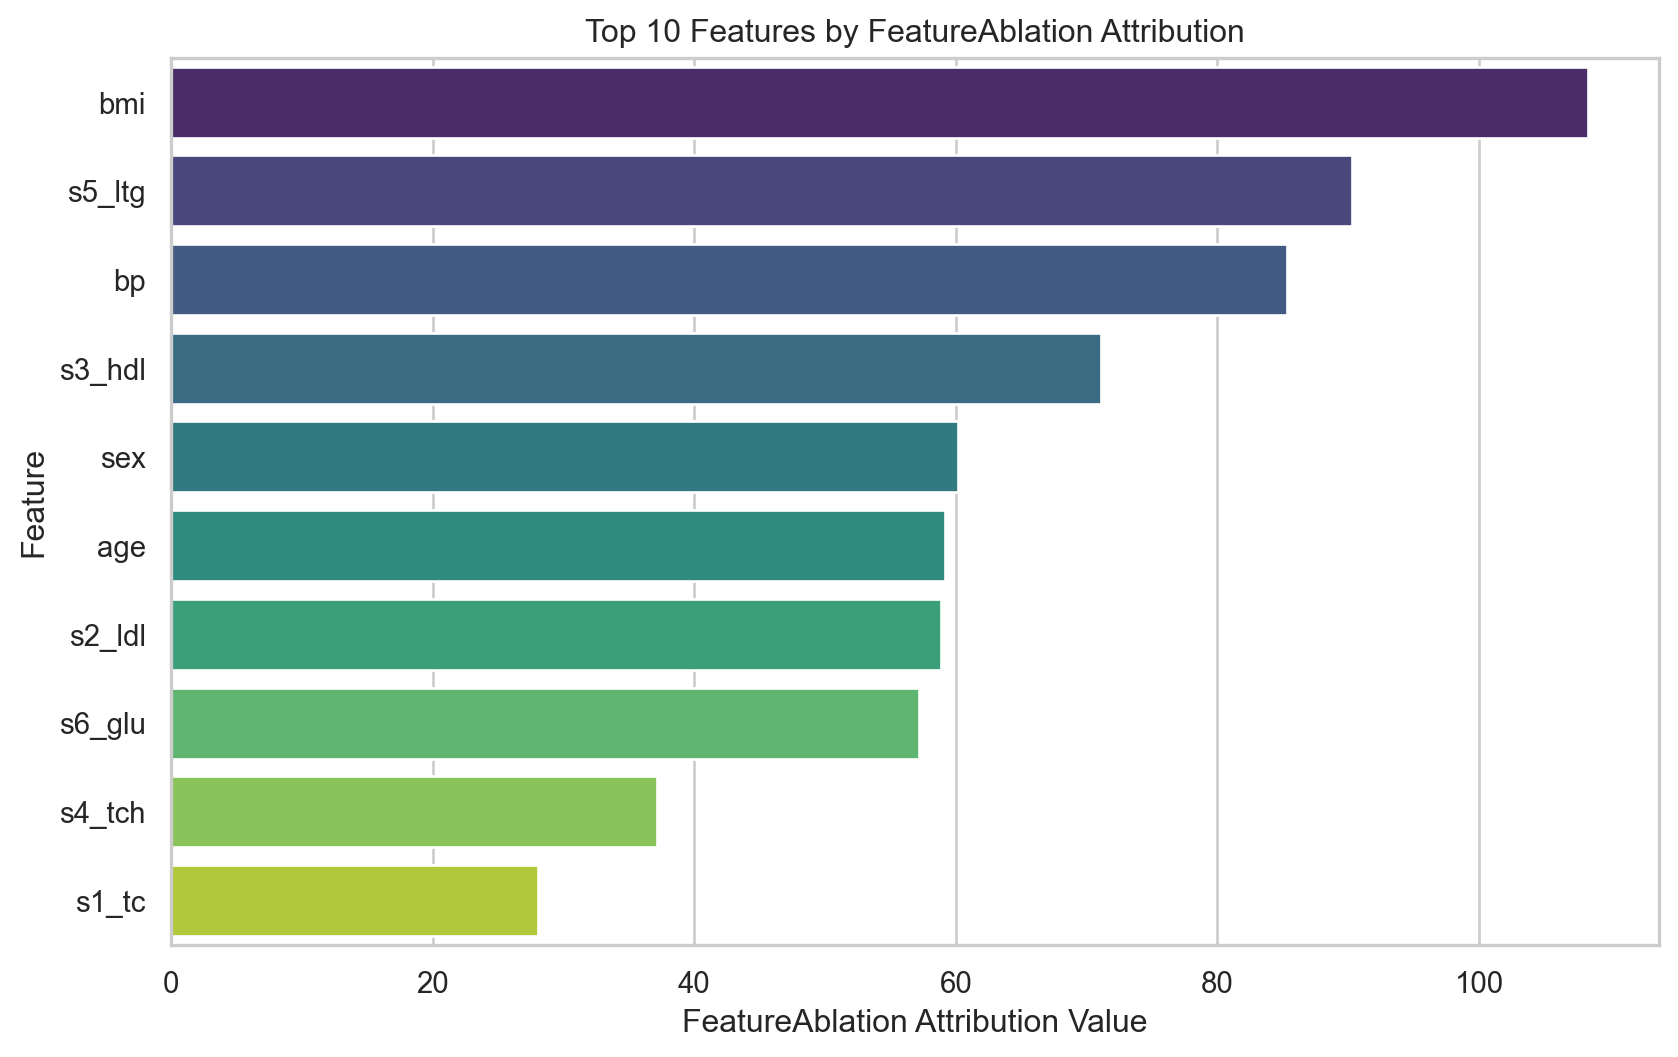 Top 10 Features by FeatureAblation Attribution
Feature
bmi
s5_ltg
bp
s3_hdl
sex
age
s2_ldl
s6_glu
s4_tch
s1_tc
0 20 40 60 80 100
FeatureAblation Attribution Value